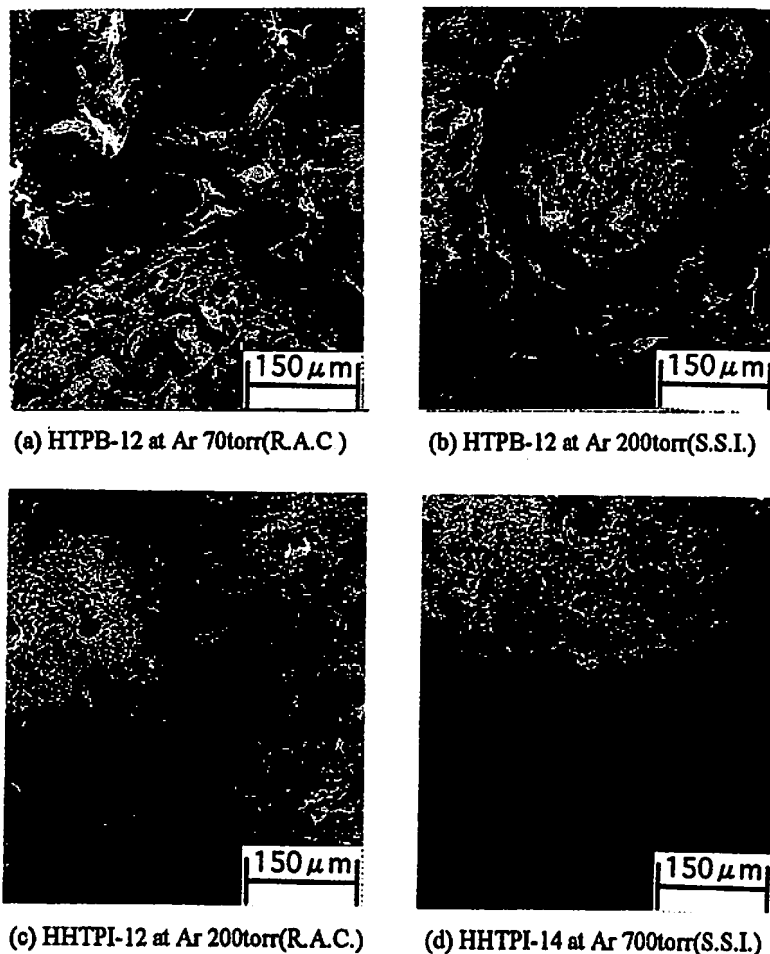 150μm
150μm
(a) HTPB-12 at Ar 70torr(R.A.C )
(b) HTPB-12 at Ar 200torr(S.S.I.)
150μm
150μm
(c) HHTPI-12 at Ar 200torr(R.A.C.)
(d) HHTPI-14 at Ar 700torr(S.S.I.)